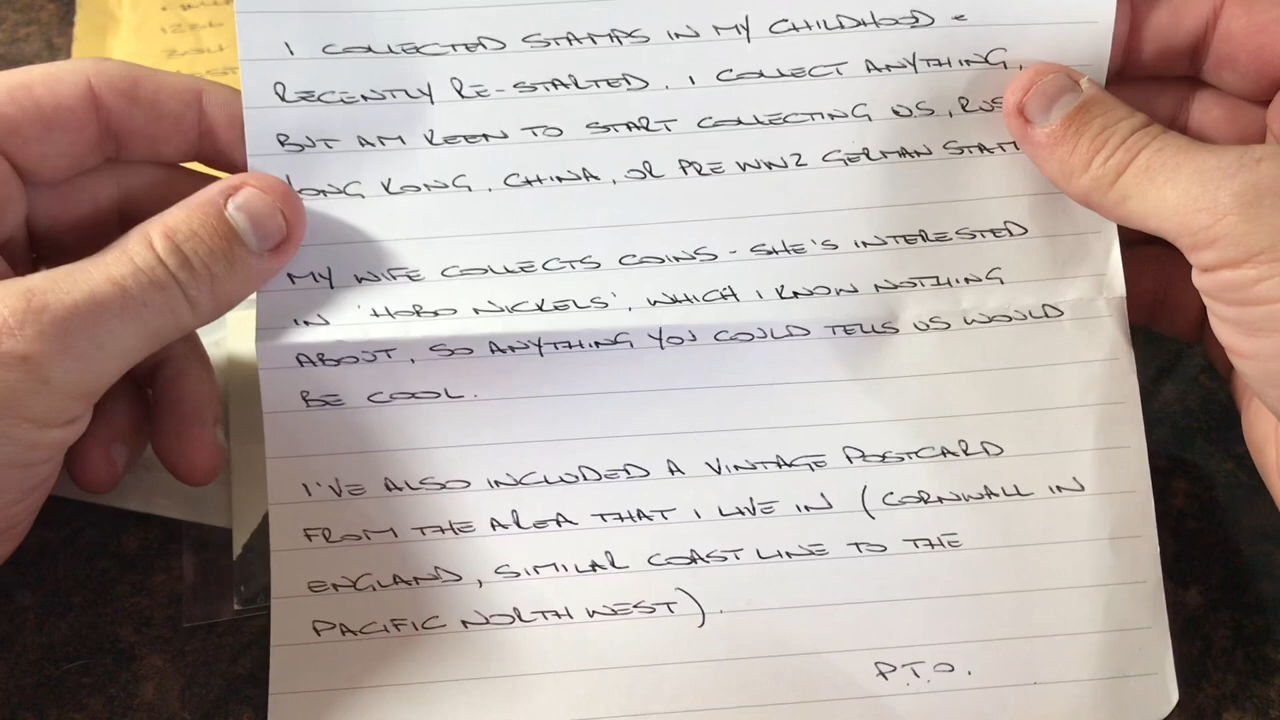 I COLLECTED STAMPS IN MY CHILDHOOD &
RECENTLY RE-STARTED. I COLLECT ANYTHING,
BUT AM KEEN TO START COLLECTING US, RUS
KONG, CHINA, OR PRE WW2 GERMAN
MY WIFE COLLECTS COINS - SHE'S INTERESTED
IN 'HOBO NICKELS', WHICH I KNOW NOTHING
ABOUT, SO ANYTHING YOU COULD TELLS US WOULD
BE COOL.
I'VE ALSO INCLUDED A VINTAGE POSTCARD
FROM THE AREA THAT I LIVE IN (CORNWALL IN
ENGLAND, SIMILAR COAST LINE TO THE
PACIFIC NORTH WEST).
P.T.O.